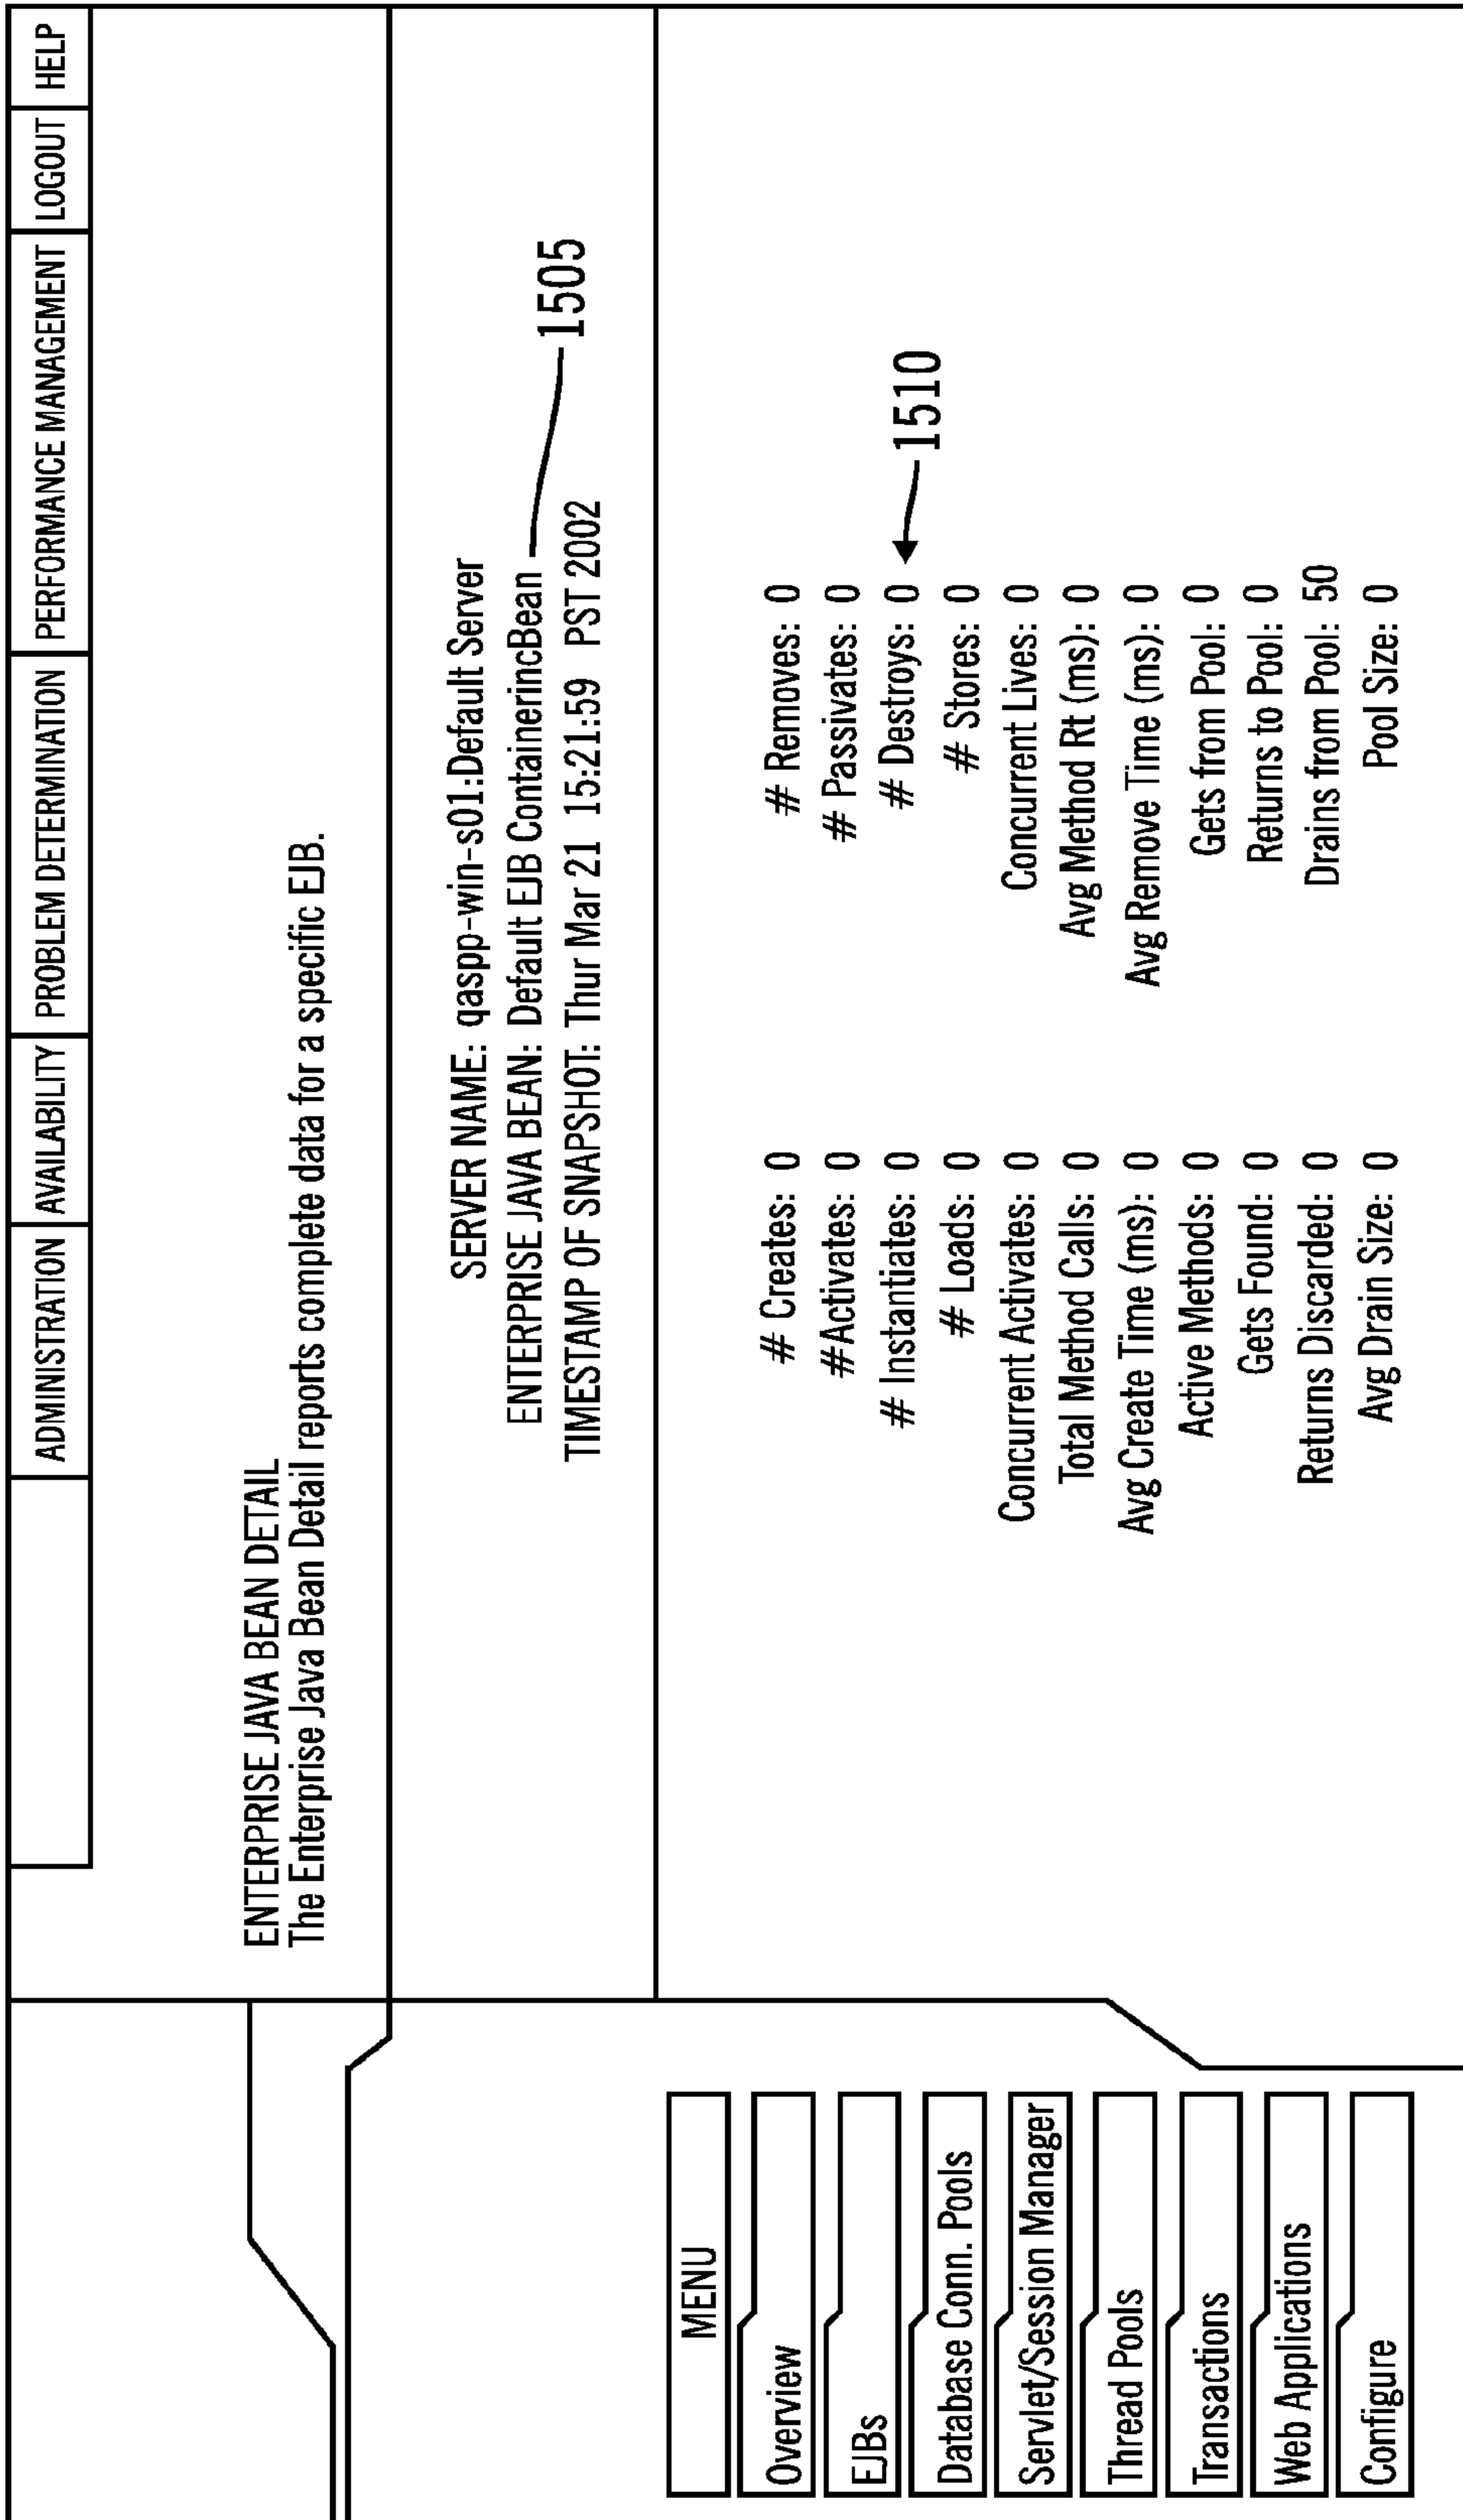 ADMINISTRATION AVAILABILITY PROBLEM DETERMINATION PERFORMANCE MANAGEMENT LOGOUT HELP
ENTERPRISE JAVA BEAN DETAIL
The Enterprise Java Bean Detail reports complete data for a specific EJB.
SERVER NAME: qaspp-win-s01:Default Server
ENTERPRISE JAVA BEAN: Default EJB ContainerincBean
1505
TIMESTAMP OF SNAPSHOT: Thur Mar 21 15:21:59 PST 2002
MENU
Overview
EJBs
Database Conn. Pools
Servlet/Session Manager
Thread Pools
Transactions
Web Applications
Configure
# Creates: 0 # Removes: 0
#Activates: 0 # Passivates: 0
# Instantiates: 0 # Destroys: 0
1510
# Loads: 0 # Stores: 0
Concurrent Activates: 0 Concurrent Lives: 0
Total Method Calls: 0 Avg Method Rt (ms): 0
Avg Create Time (ms): 0 Avg Remove Time (ms): 0
Active Methods: 0 Gets from Pool: 0
Gets Found: 0 Returns to Pool: 0
Returns Discarded: 0 Drains from Pool: 50
Avg Drain Size: 0 Pool Size: 0